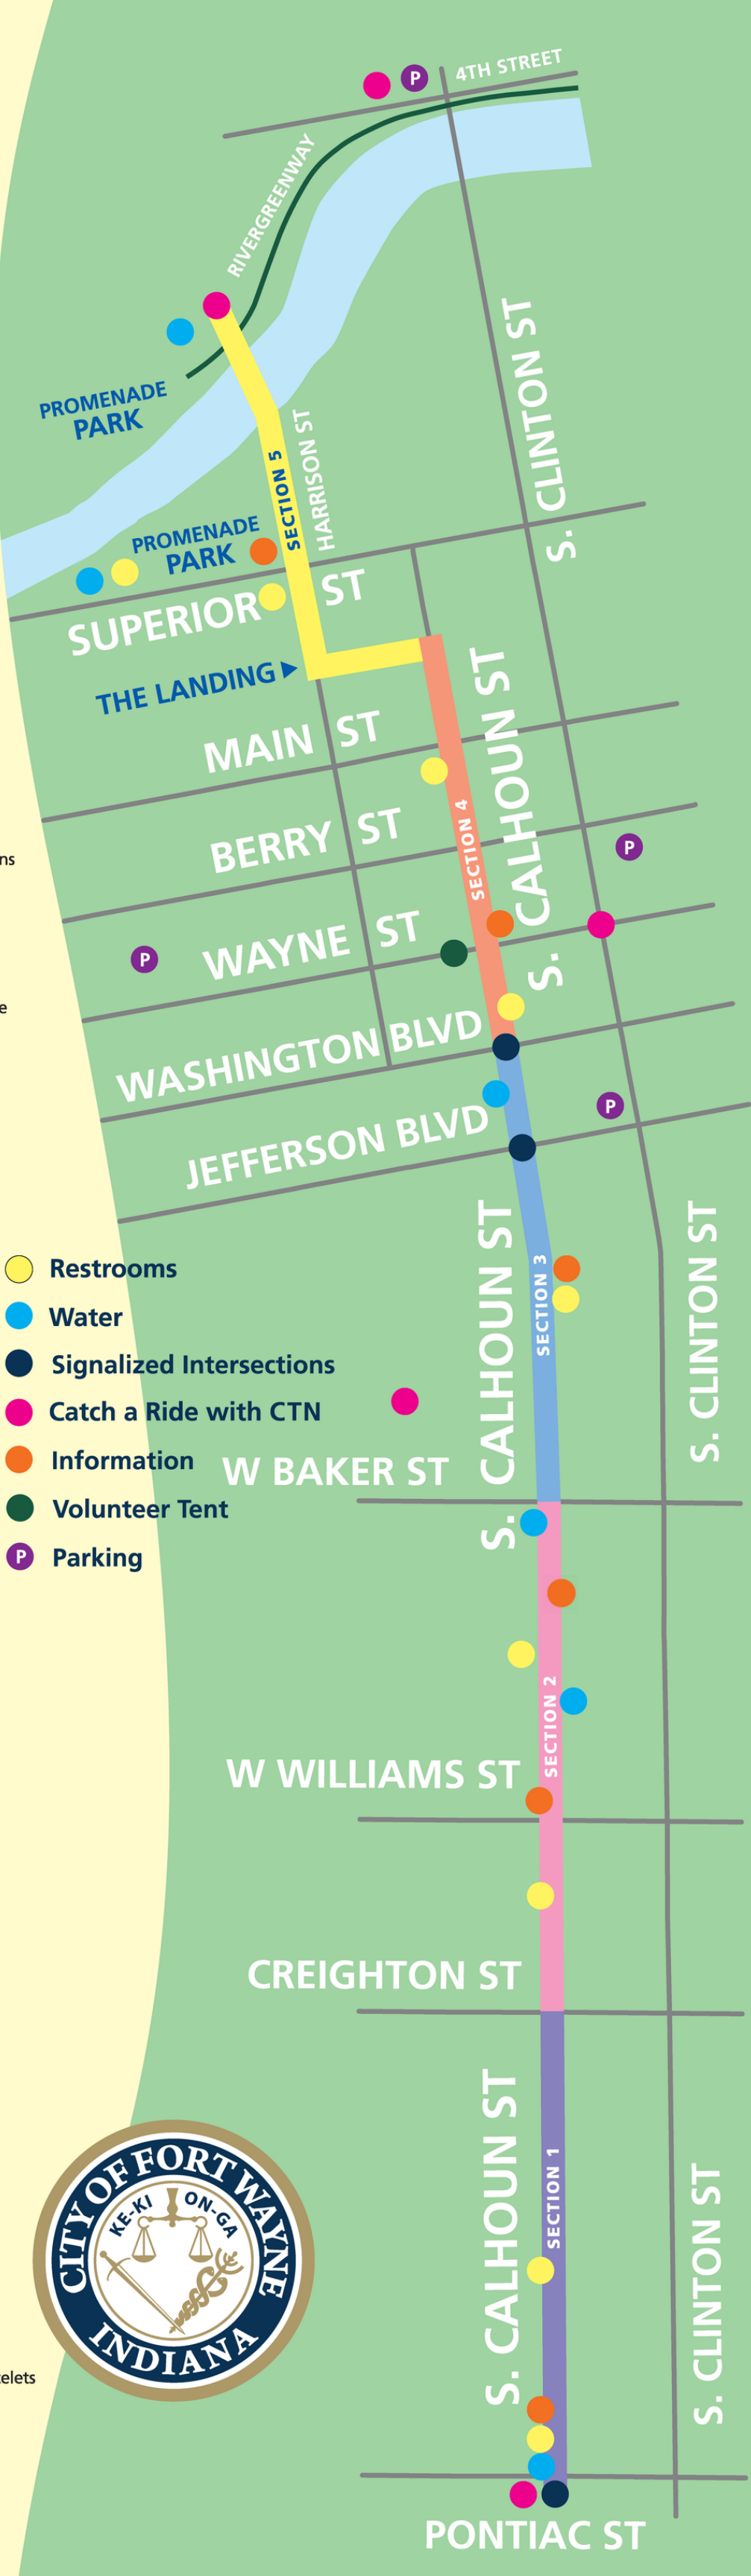 P
4TH STREET
RIVERGREENWAY
S. CLINTON ST
PROMENADE
PARK
SECTION 5
HARRISON ST
PROMENADE
PARK
SUPERIOR ST
THE LANDING
MAIN ST
S. CALHOUN ST
SECTION 4
BERRY ST
P
ns
WAYNE ST
P
e
WASHINGTON BLVD
P
JEFFERSON BLVD
S. CALHOUN ST
SECTION 3
S. CLINTON ST
Restrooms
Water
Signalized Intersections
Catch a Ride with CTN
Information
Volunteer Tent
P Parking
W BAKER ST
SECTION 2
W WILLIAMS ST
CREIGHTON ST
S. CALHOUN ST
SECTION 1
S. CLINTON ST
CITY OF FORT WAYNE
KE-KI ON-GA
INDIANA
elets
PONTIAC ST